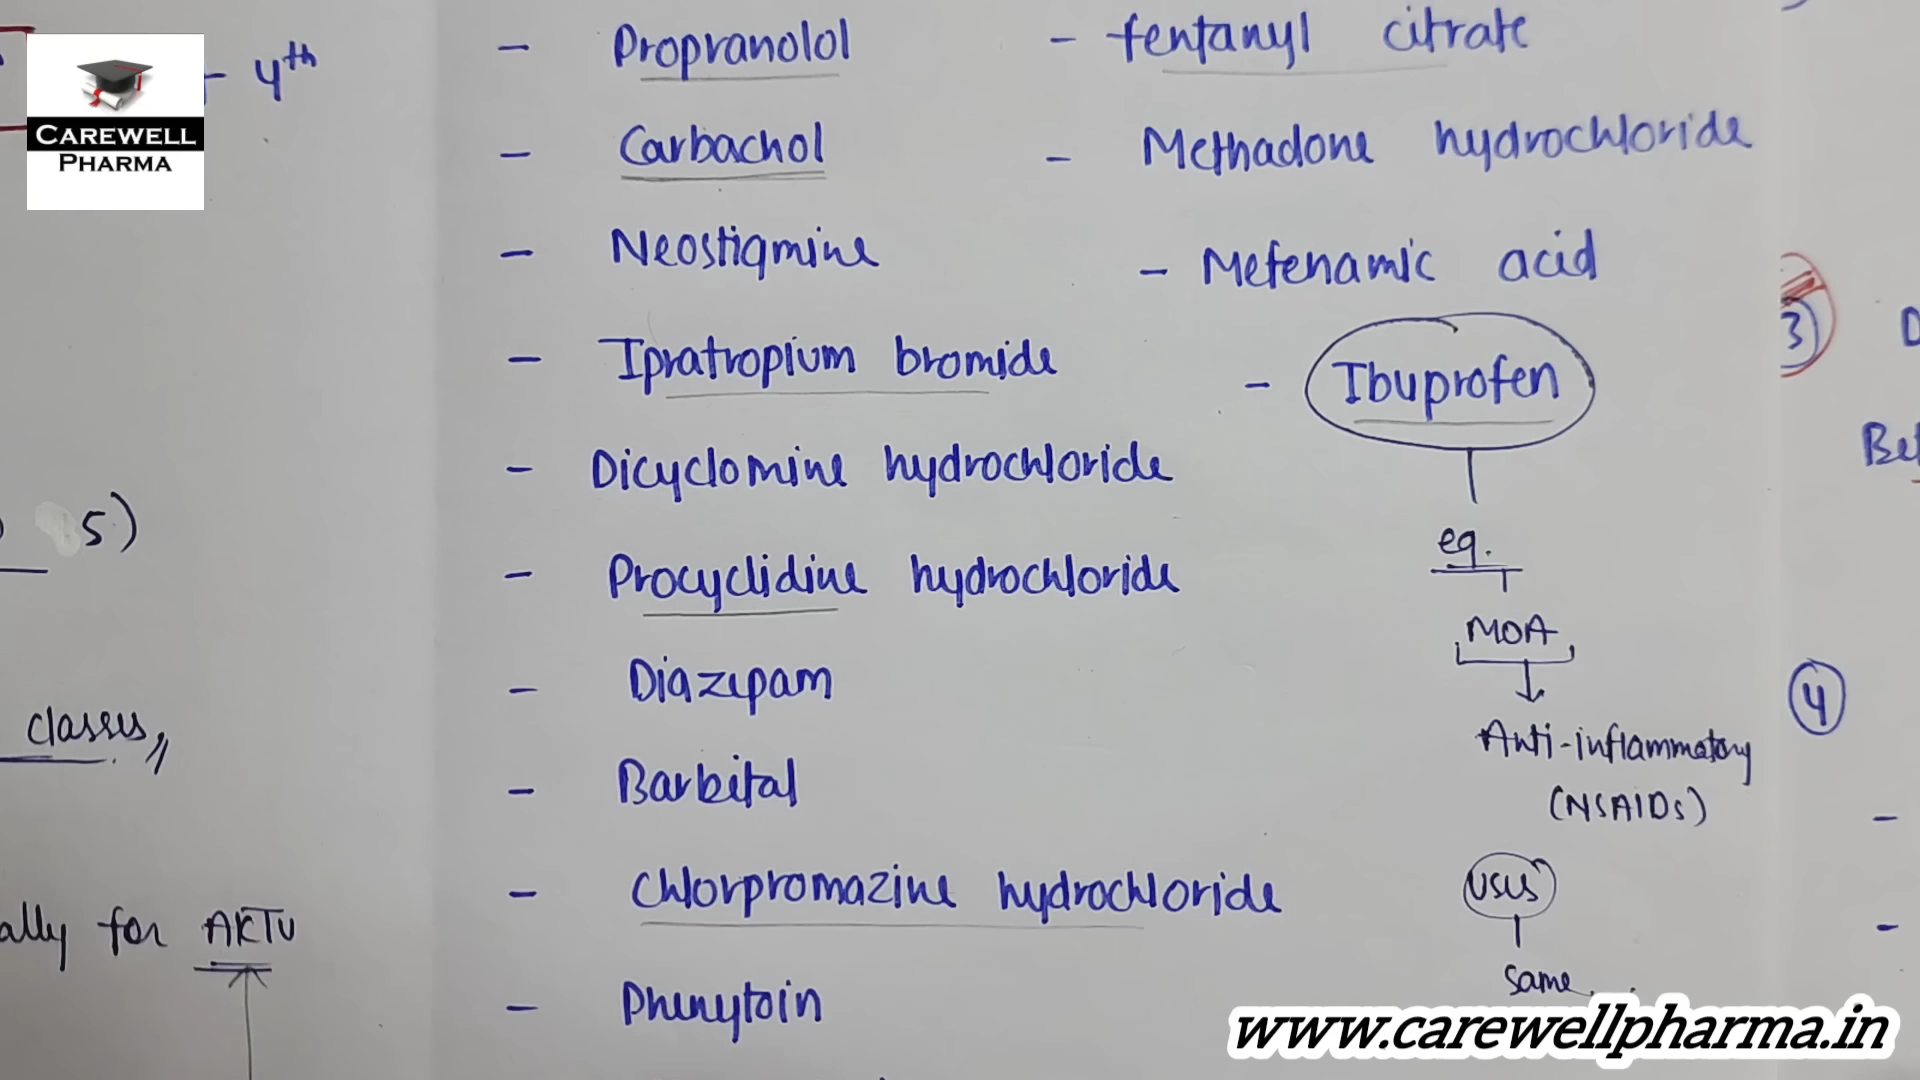 CAREWELL
PHARMA
- 4th
5)
classes,
ally for AKTU
- Propranolol
- Carbachol
- Neostigmine
- Ipratropium bromide
- Dicyclomine hydrochloride
- Procyclidine hydrochloride
- Diazepam
- Barbital
- Chlorpromazine hydrochloride
- Phenytoin
- fentanyl citrate
- Methadone hydrochloride
- Mefenamic acid
- Ibuprofen
eg.
MOA
Anti-inflammatory
(NSAIDs)
uses
same..
3
D
4
www.carewellpharma.in